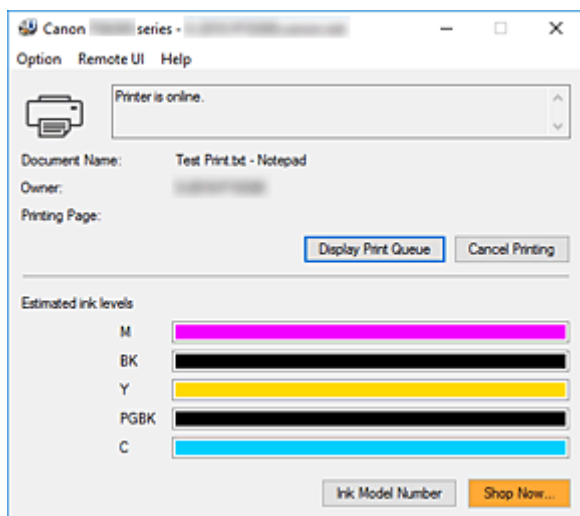 Canon series -
Option Remote UI Help
Printer is online.
Document Name: Test Print.txt - Notepad
Owner:
Printing Page:
Display Print Queue Cancel Printing
Estimated ink levels
M
BK
Y
PGBK
C
Ink Model Number Shop Now...